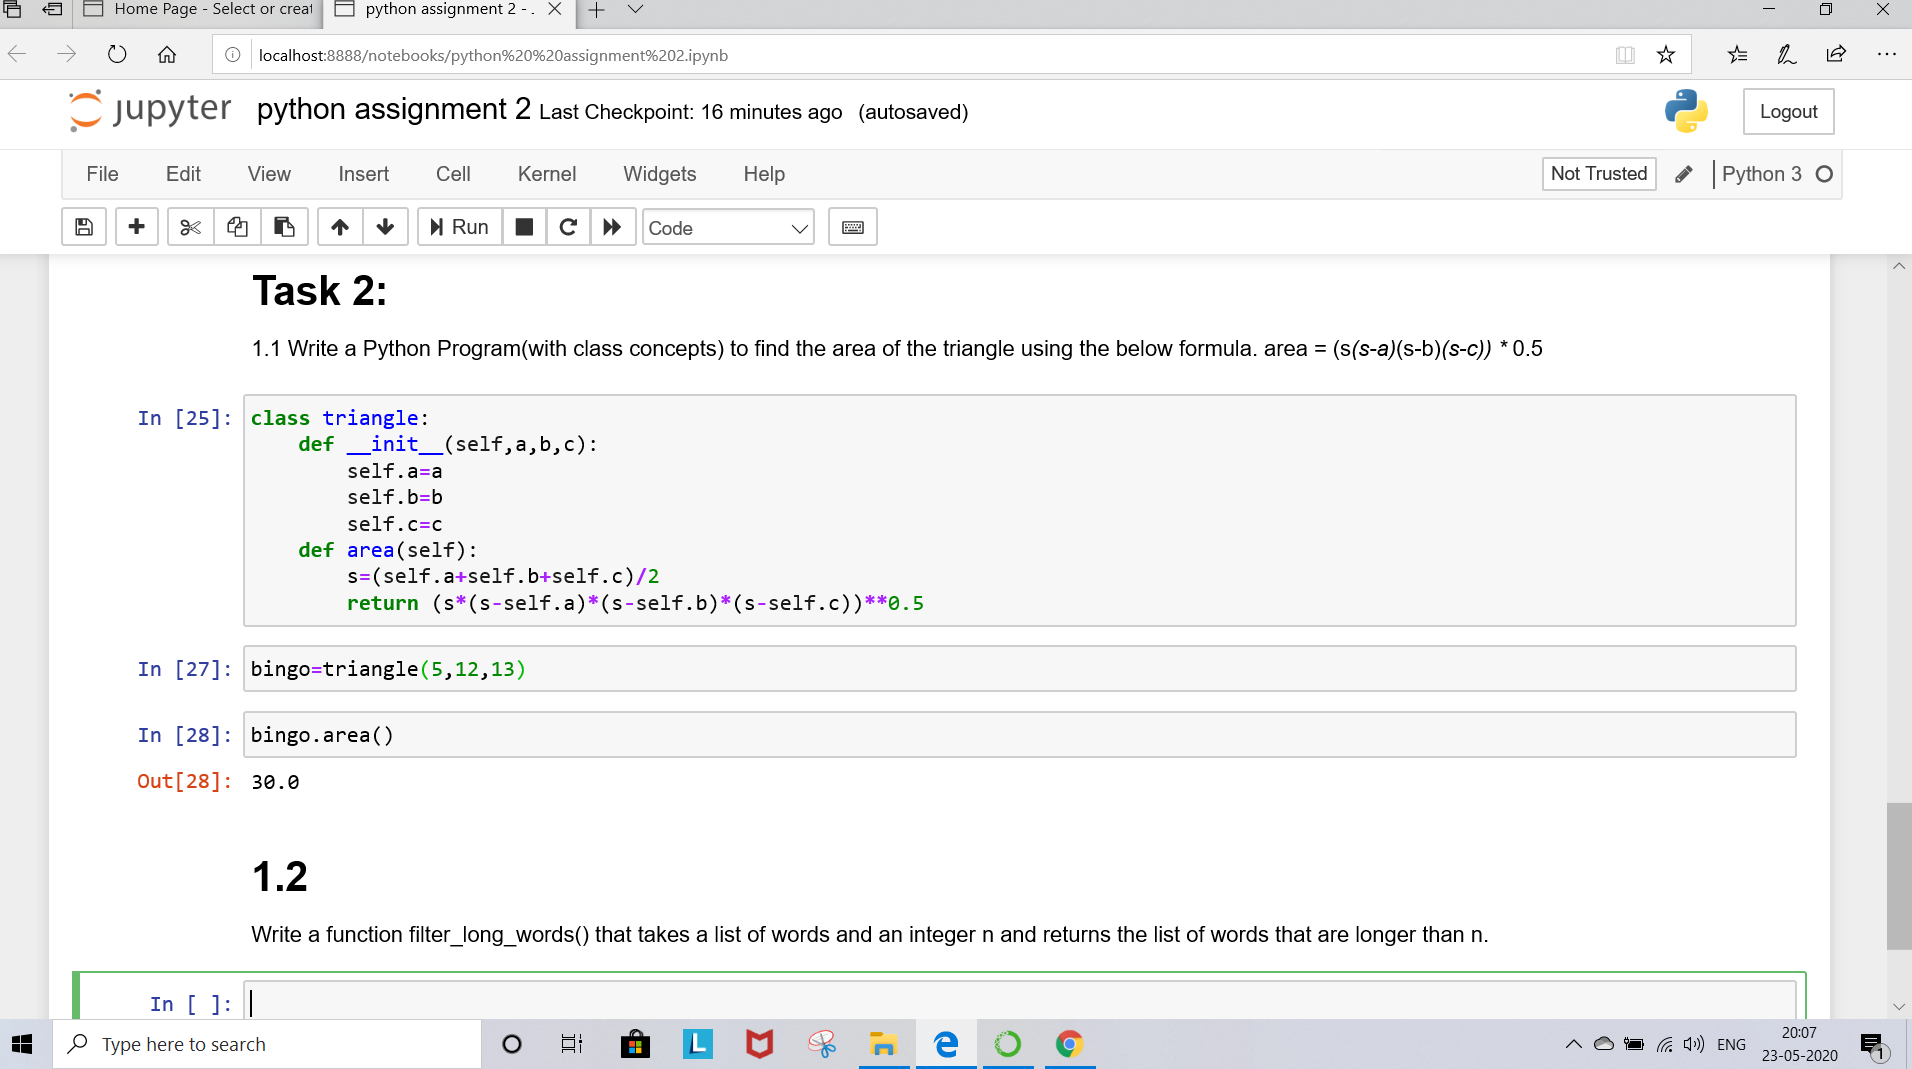 Home Page - Select or creat
python assignment 2 - .
localhost:8888/notebooks/python%20%20assignment%202.ipynb
jupyter python assignment 2 Last Checkpoint: 16 minutes ago (autosaved)
Logout
File Edit View Insert Cell Kernel Widgets Help
Not Trusted
Python 3
Run
Code
Task 2:
1.1 Write a Python Program(with class concepts) to find the area of the triangle using the below formula. area = (s(s-a)(s-b)(s-c)) * 0.5
In [25]: class triangle:
    def __init__(self,a,b,c):
        self.a=a
        self.b=b
        self.c=c
    def area(self):
        s=(self.a+self.b+self.c)/2
        return (s*(s-self.a)*(s-self.b)*(s-self.c))**0.5
In [27]: bingo=triangle(5,12,13)
In [28]: bingo.area()
Out[28]: 30.0
1.2
Write a function filter_long_words() that takes a list of words and an integer n and returns the list of words that are longer than n.
In [ ]:
Type here to search
L
ENG
20:07
23-05-2020
1